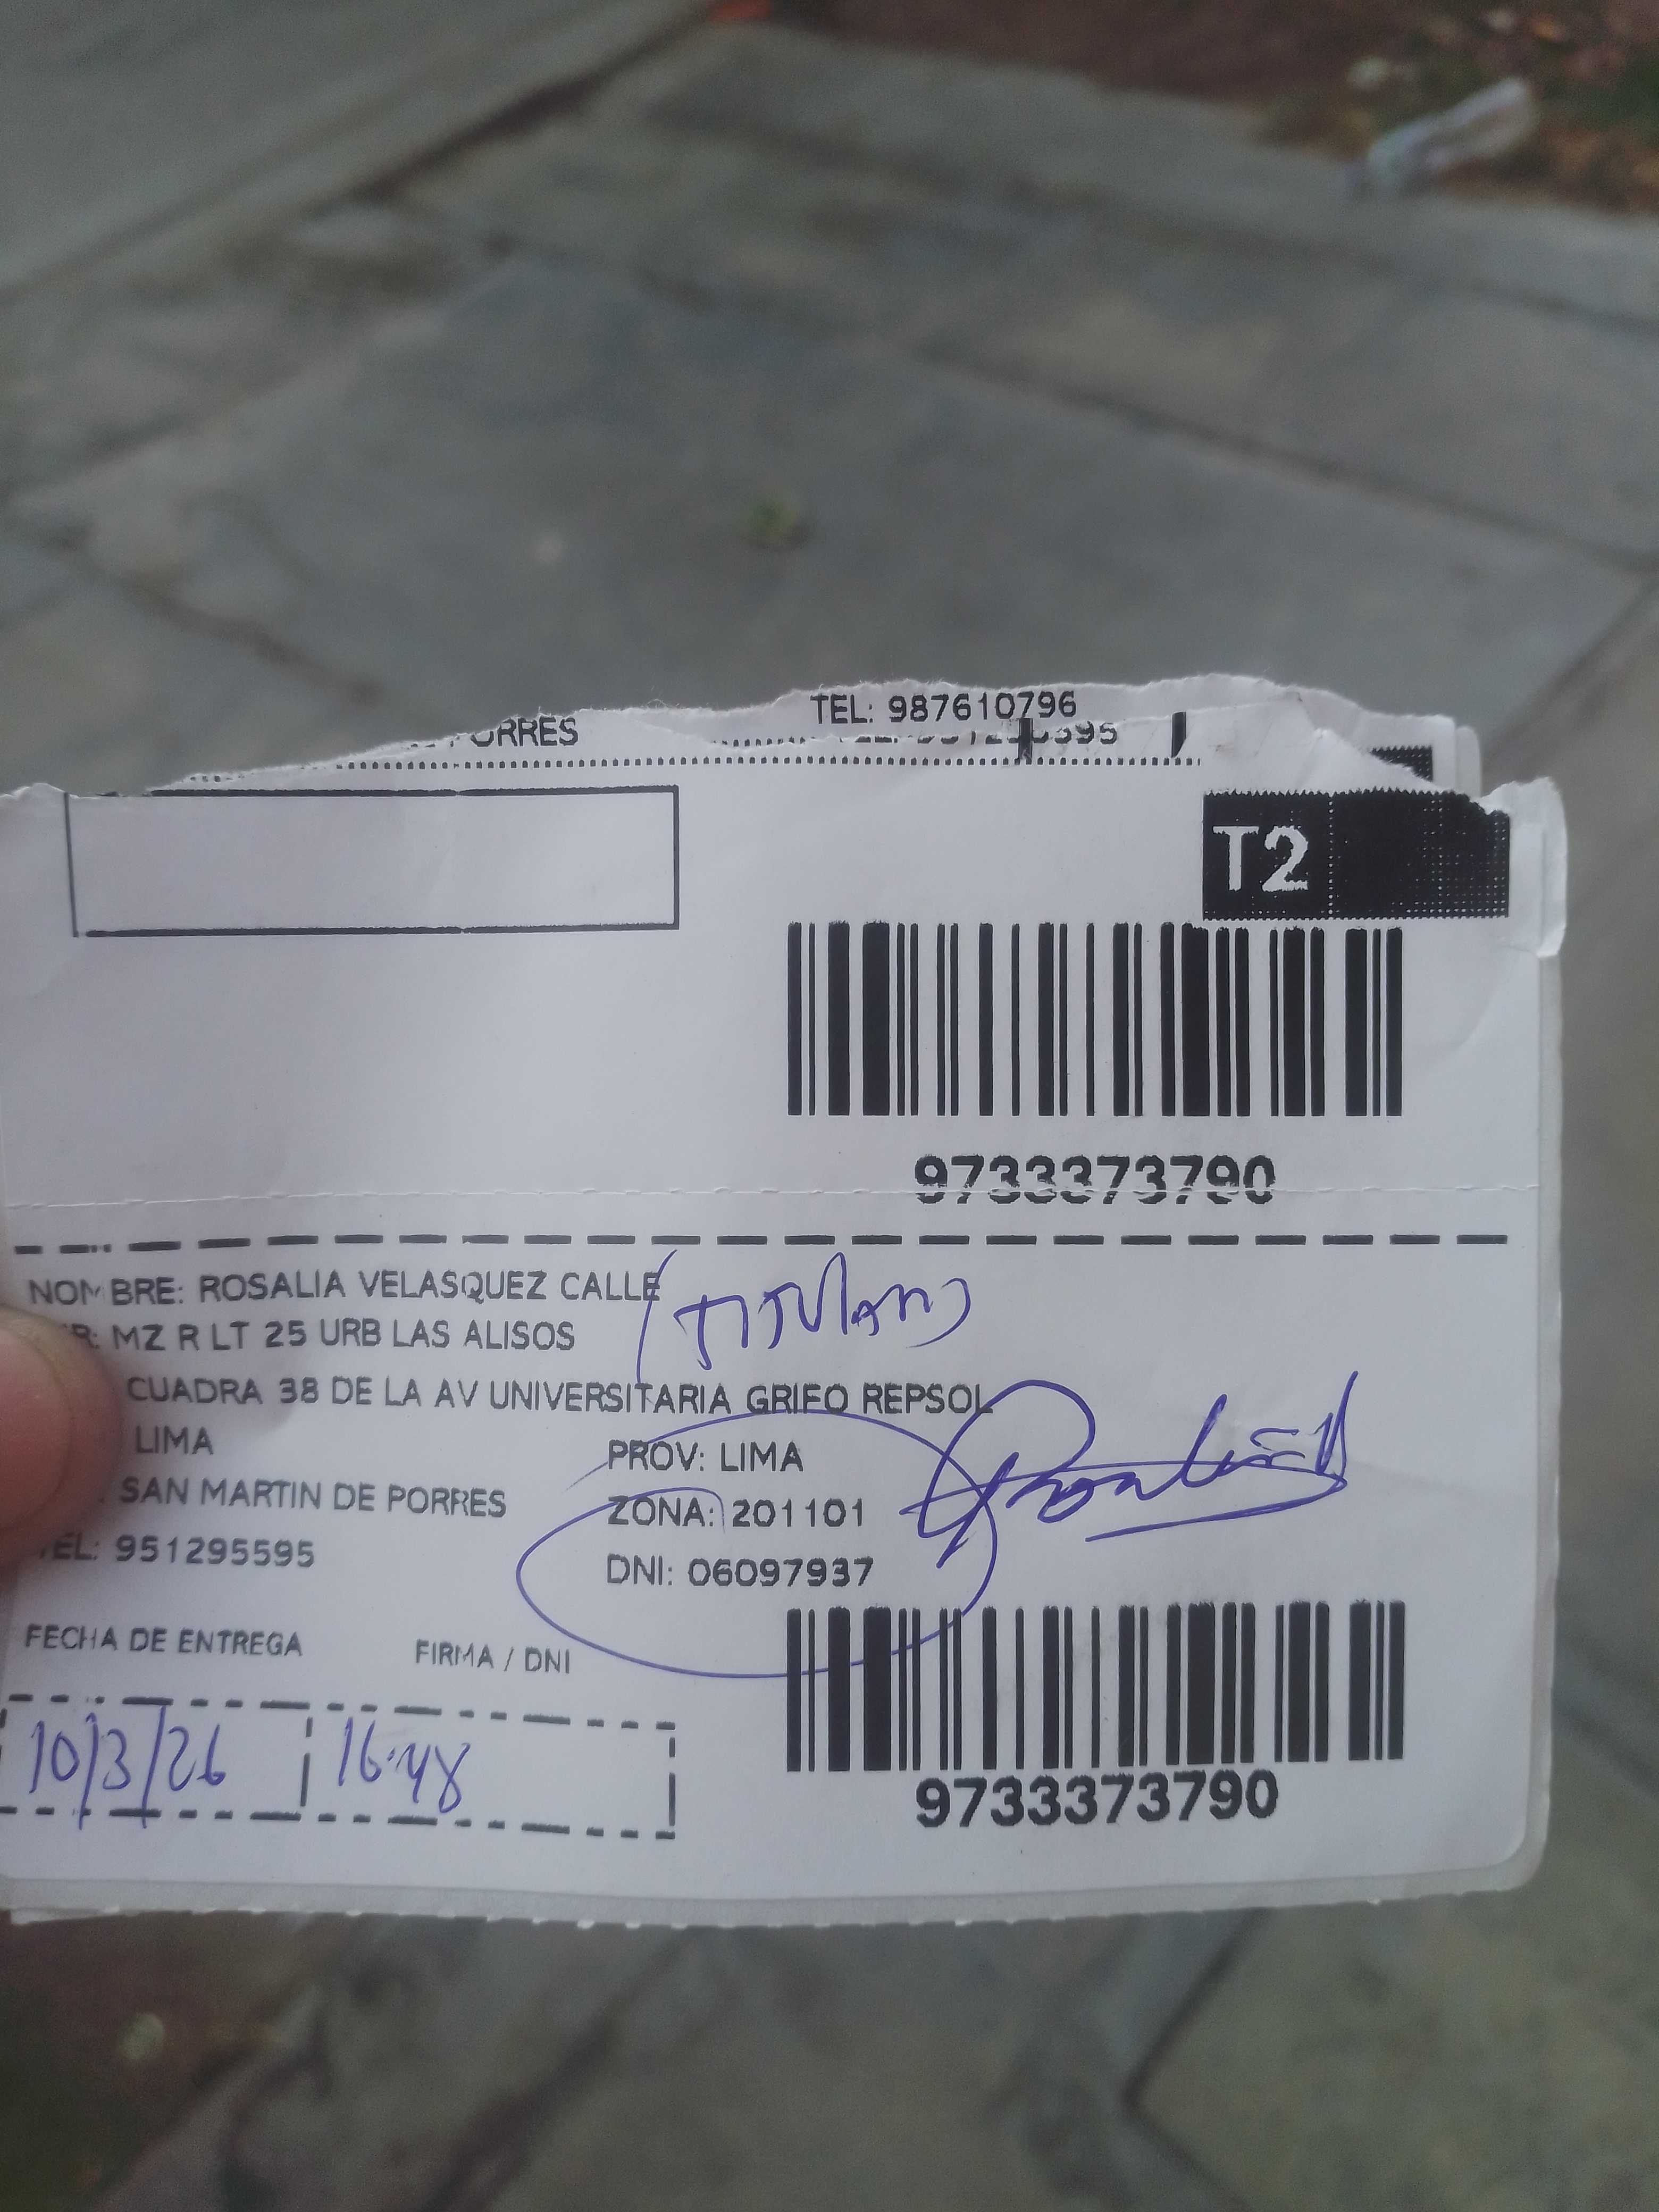 TEL: 987610796
ORRES
T2
9733373790
NOMBRE: ROSALIA VELASQUEZ CALLE (TITULAR)
R: MZ R LT 25 URB LAS ALISOS
CUADRA 38 DE LA AV UNIVERSITARIA GRIFO REPSOL
LIMA PROV: LIMA
SAN MARTIN DE PORRES ZONA: 201101
TEL: 951295595 DNI: 06097937
FECHA DE ENTREGA FIRMA / DNI
10/3/26 16:48
9733373790